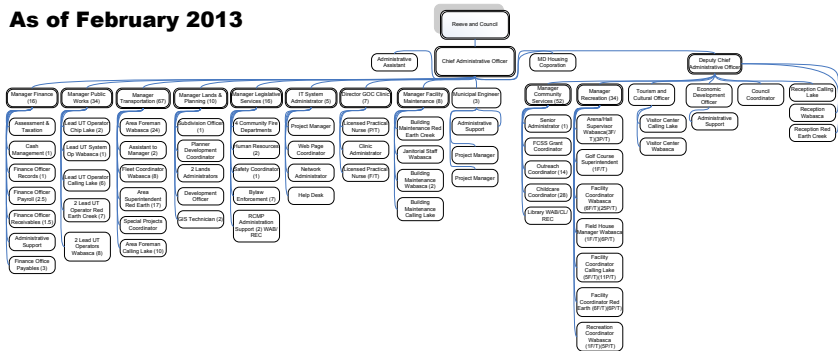 As of February 2013
Reeve and Council
Administrative
Assistant
Chief Administrative Officer
MD Housing
Coporation
Deputy Chief
Administrative Officer
Manager Finance
(16)
Manager Public
Works (34)
Manager
Transportation (67)
Manager Lands &
Planning (10)
Manager Legislative
Services (16)
IT System
Administrator (5)
Director GOC Clinic
(7)
Manager Facility
Maintenance (8)
Municipal Engineer
(3)
Manager
Community
Services (52)
Manager
Recreation (34)
Tourism and
Cultural Officer
Economic
Development
Officer
Council
Coordinator
Reception Calling
Lake
Reception
Wabasca
Reception Red
Earth Creek
Assessment &
Taxation
Cash
Management (1)
Finance Officer
Records (1)
Finance Officer
Payroll (2.5)
Finance Officer
Receivables (1.5)
Administrative
Support
Finance Office
Payables (3)
Lead UT Operator
Chip Lake (2)
Lead UT System
Op Wabasca (1)
Lead UT Operator
Calling Lake (6)
2 Lead UT
Operator Red
Earth Creek (7)
2 Lead UT
Operators
Wabasca (8)
Area Foreman
Wabasca (24)
Assistant to
Manager (2)
Fleet Coordinator
Wabasca (8)
Area
Superintendent
Red Earth (17)
Special Projects
Coordinator
Area Foreman
Calling Lake (10)
Subdivision Officer
(1)
Planner
Development
Coordinator
2 Lands
Administrators
Development
Officer
GIS Technician (2)
4 Community Fire
Departments
Human Resources
(2)
Safety Coordinator
(1)
Bylaw
Enforcement (7)
RCMP
Administration
Support (2) WAB/
REC
Project Manager
Web Page
Coordinator
Network
Administrator
Help Desk
Licensed Practical
Nurse (P/T)
Clinic
Administrator
Licensed Practical
Nurse (F/T)
Building
Maintenance Red
Earth Creek
Janitorial Staff
Wabasca
Building
Maintenance
Wabasca (2)
Building
Maintenance
Calling Lake
Administrative
Support
Project Manager
Project Manager
Senior
Administrator (1)
FCSS Grant
Coordinator
Outreach
Coordinator (14)
Childcare
Coordinator (28)
Library WAB/CL/
REC
Arena/Hall
Supervisor
Wabasca(3F/
T)(3P/T)
Golf Course
Superintendent
(1F/T)
Facility
Coordinator
Wabasca
(6F/T)(25P/T)
Field House
Manager Wabasca
(1F/T)(6P/T)
Facility
Coordinator
Calling Lake
(5F/T)(11P/T)
Facility
Coordinator Red
Earth (6F/T)(6P/T)
Recreation
Coordinator
Wabasca
(1F/T)(5P/T)
Visitor Center
Calling Lake
Visitor Center
Wabasca
Administrative
Support